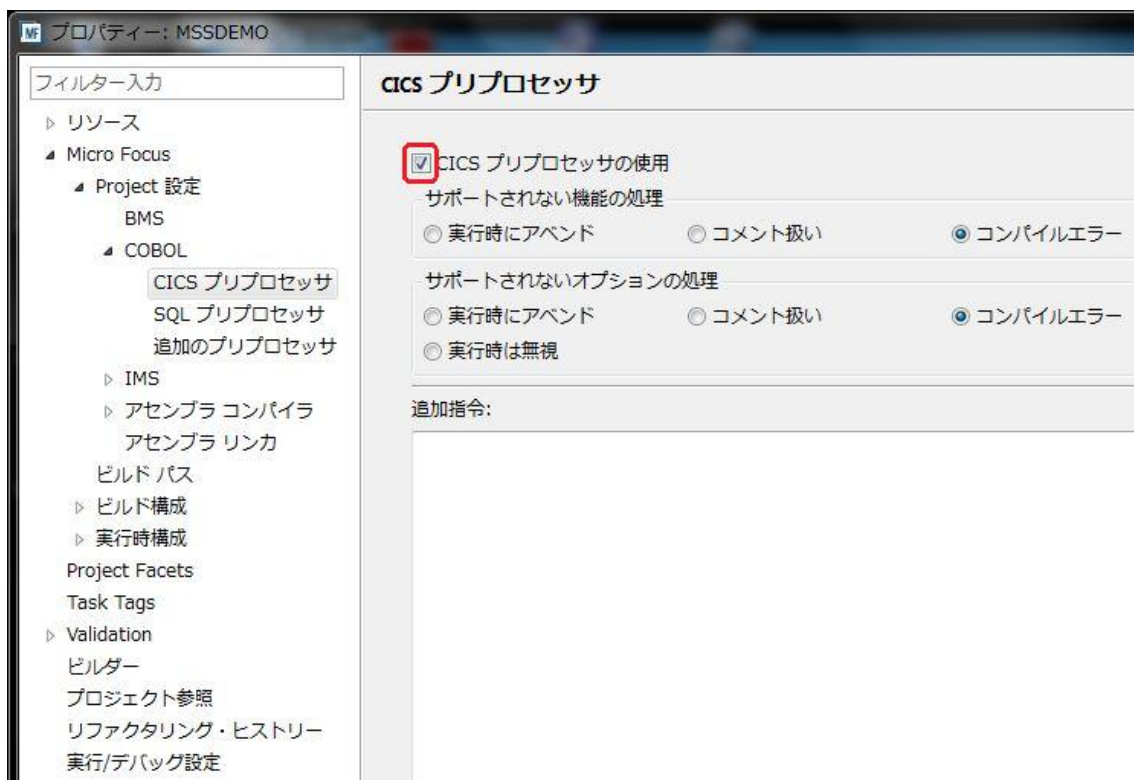 MF プロパティー: MSSDEMO
フィルター入力
リソース
Micro Focus
Project 設定
BMS
COBOL
CICS プリプロセッサ
SQL プリプロセッサ
追加のプリプロセッサ
IMS
アセンブラ コンパイラ
アセンブラ リンカ
ビルド パス
ビルド構成
実行時構成
Project Facets
Task Tags
Validation
ビルダー
プロジェクト参照
リファクタリング・ヒストリー
実行/デバッグ設定
CICS プリプロセッサ
CICS プリプロセッサの使用
サポートされない機能の処理
実行時にアベンド コメント扱い コンパイルエラー
サポートされないオプションの処理
実行時にアベンド コメント扱い コンパイルエラー
実行時は無視
追加指令: